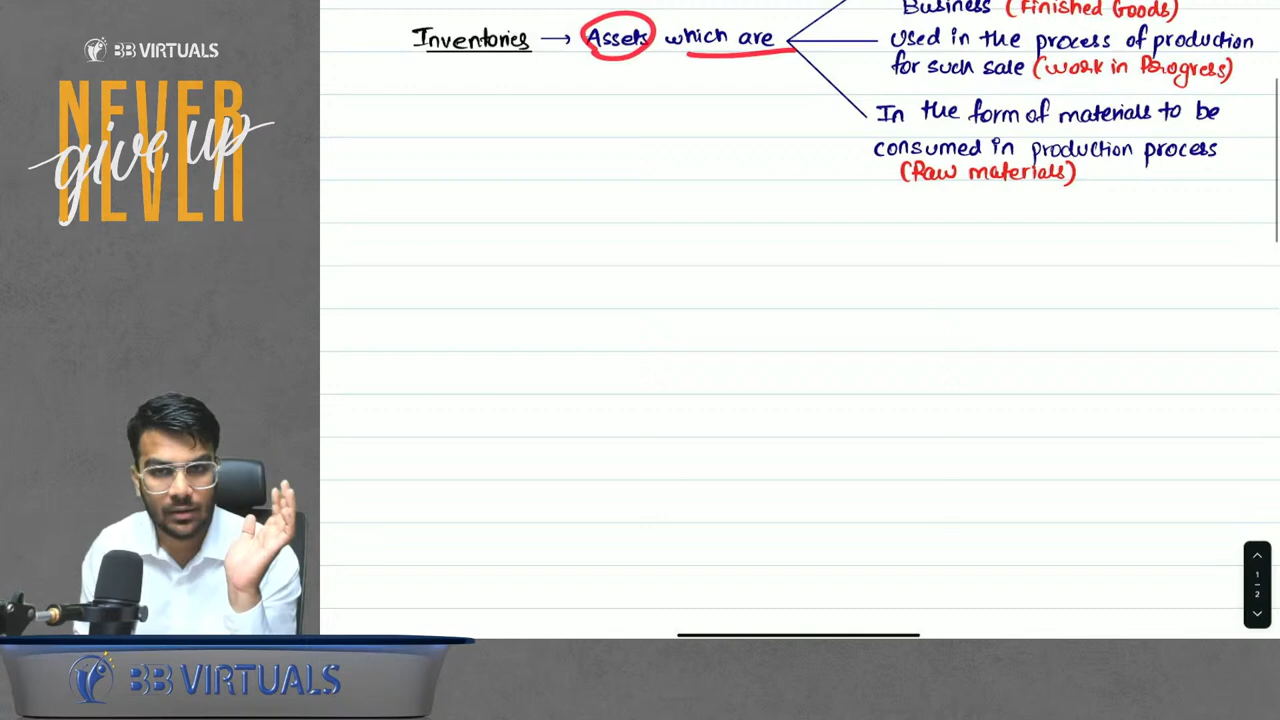 BB VIRTUALS
NEVER
give up
NEVER
Business (Finished Goods)
Inventories → Assets which are
used in the process of production
for such sale (Work in Progress)
In the form of materials to be
consumed in production process
(Raw materials)
1
2
BB VIRTUALS